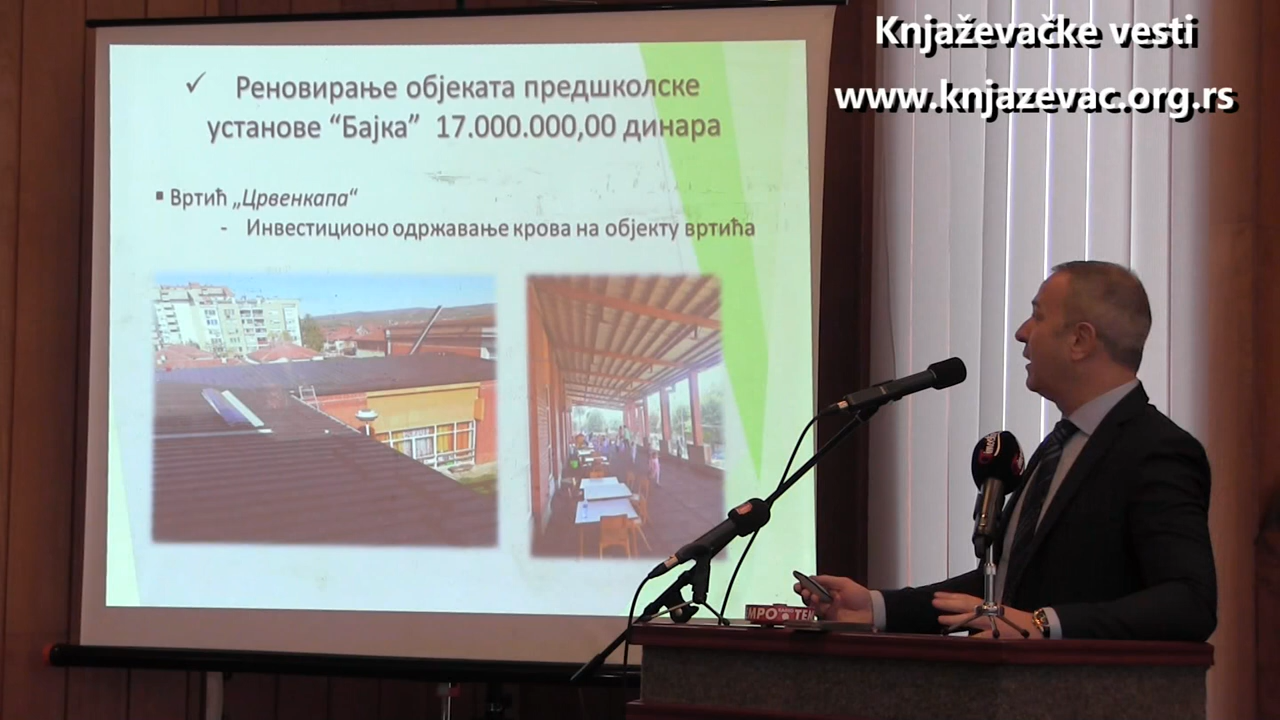 Knjaževačke vesti
www.knjazevac.org.rs
✓ Реновирање објеката предшколске
установе “Бајка” 17.000.000,00 динара
▪ Вртић „Црвенкапа“
- Инвестиционо одржавање крова на објекту вртића